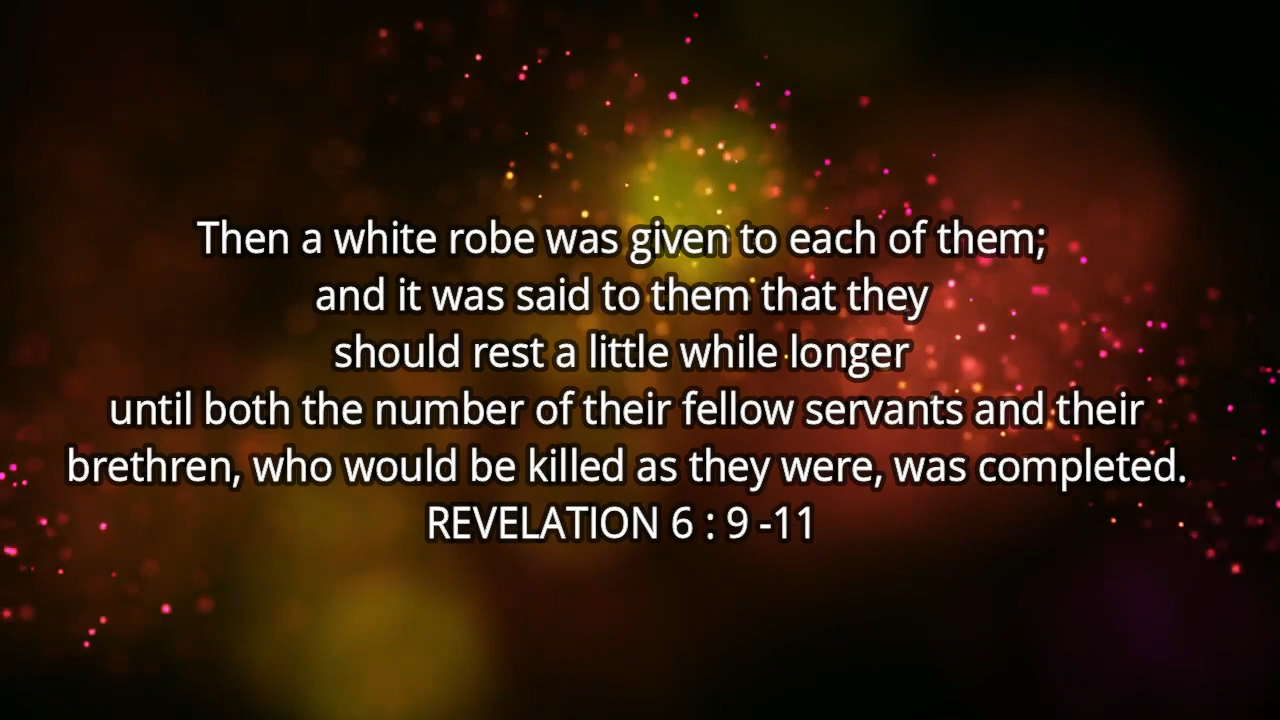 Then a white robe was given to each of them;
and it was said to them that they
should rest a little while longer
until both the number of their fellow servants and their
brethren, who would be killed as they were, was completed.
REVELATION 6 : 9 -11